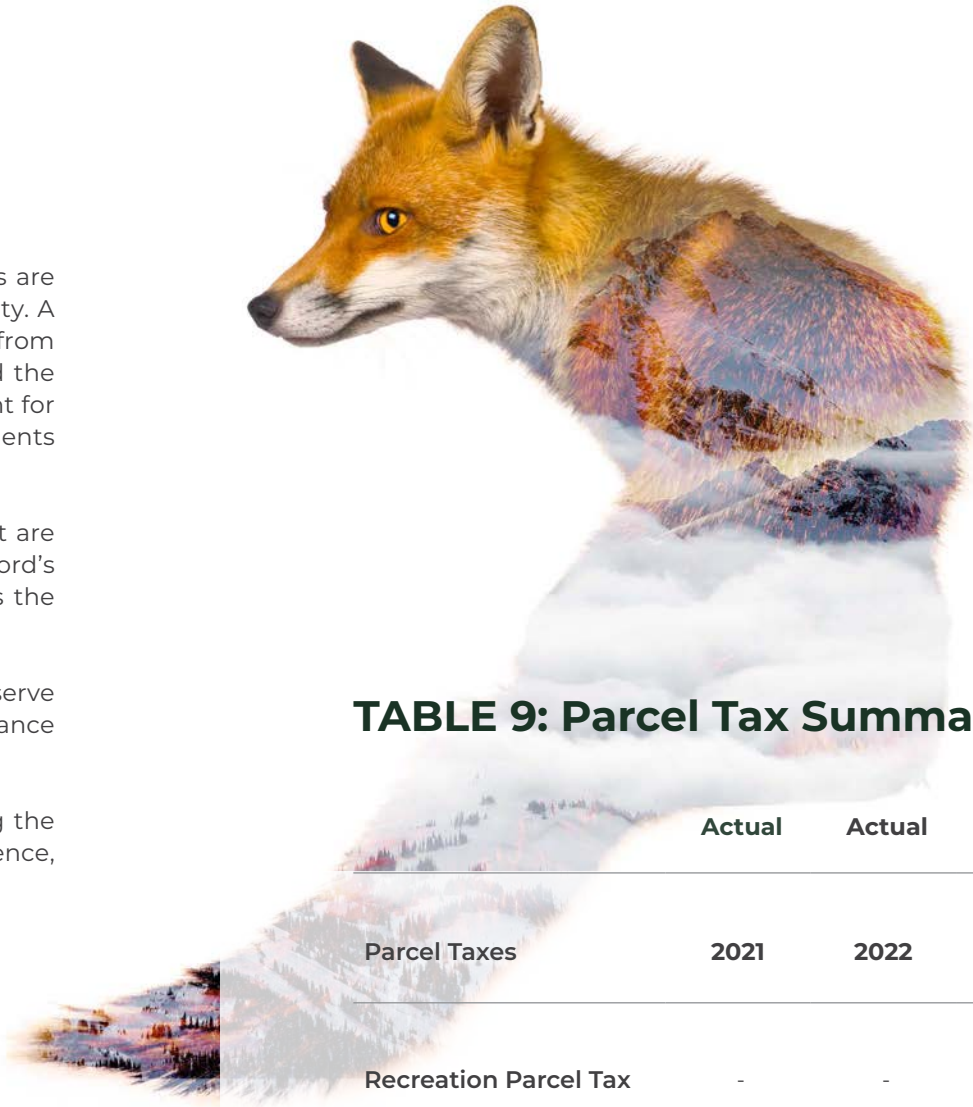 s are
ty. A
from
d the
nt for
ents
t are
ord's
s the
serve
ance
g the
ence,
TABLE 9: Parcel Tax Summa
Actual Actual
Parcel Taxes 2021 2022
Recreation Parcel Tax - -